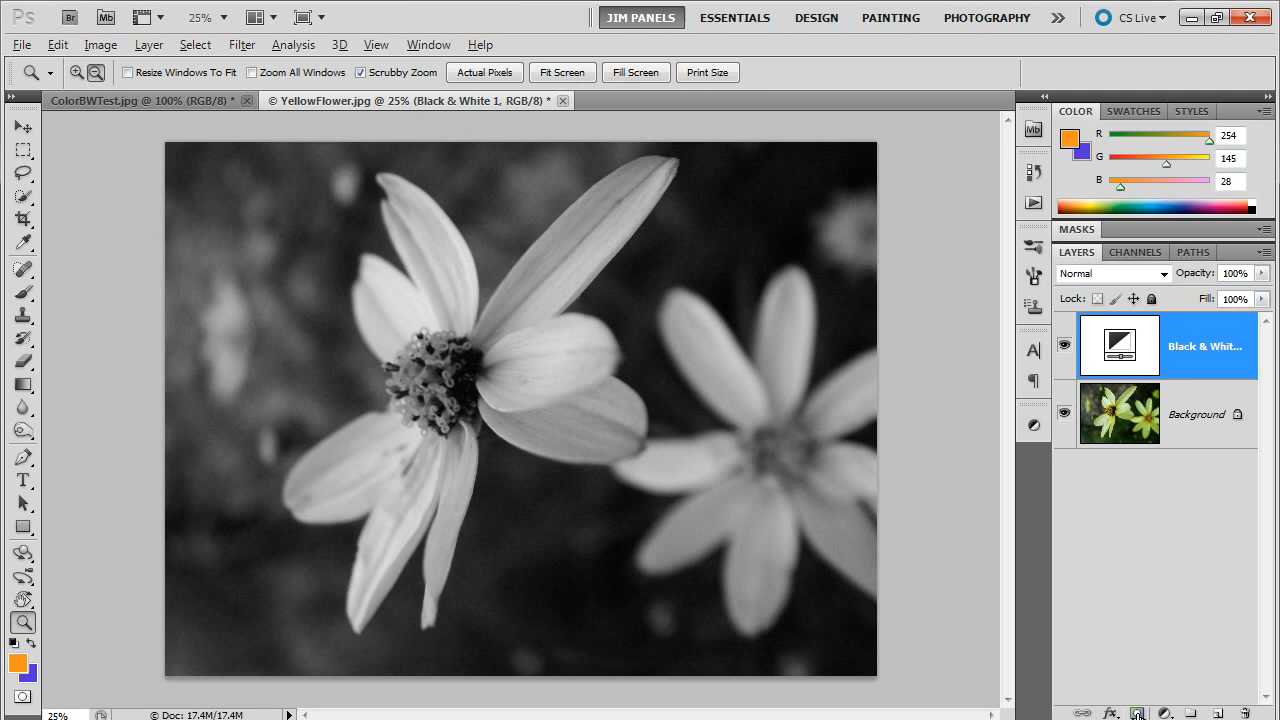 Ps Br Mb 25% JIM PANELS ESSENTIALS DESIGN PAINTING PHOTOGRAPHY CS Live
File Edit Image Layer Select Filter Analysis 3D View Window Help
Resize Windows To Fit Zoom All Windows Scrubby Zoom Actual Pixels Fit Screen Fill Screen Print Size
ColorBWTest.jpg @ 100% (RGB/8) * © YellowFlower.jpg @ 25% (Black & White 1, RGB/8) *
COLOR SWATCHES STYLES
Mb
R 254
G 145
B 28
MASKS
LAYERS CHANNELS PATHS
Normal Opacity: 100%
Lock: Fill: 100%
Black & Whit...
A
Background
T
fx
25% © Doc: 17.4M/17.4M